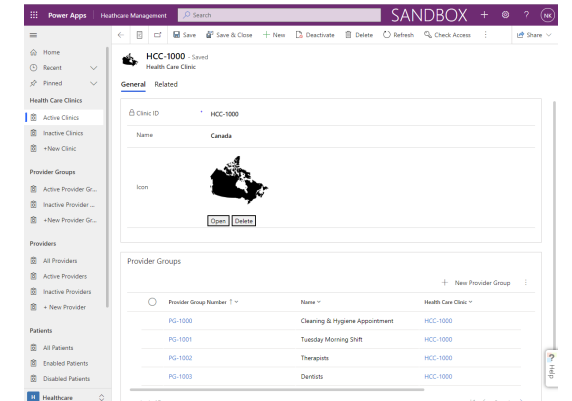 Power Apps | Healthcare Management Search SANDBOX + ? NK
Save Save & Close + New Deactivate Delete Refresh Check Access Share
Home
Recent
Pinned
Health Care Clinics
Active Clinics
Inactive Clinics
+New Clinic
Provider Groups
Active Provider Gr...
Inactive Provider ...
+New Provider Gr...
Providers
All Providers
Active Providers
Inactive Providers
+ New Provider
Patients
All Patients
Enabled Patients
Disabled Patients
H Healthcare
HCC-1000 - Saved
Health Care Clinic
General Related
Clinic ID * HCC-1000
Name Canada
Icon
Open Delete
Provider Groups
+ New Provider Group
Provider Group Number ↑ Name Health Care Clinic
PG-1000 Cleaning & Hygiene Appointment HCC-1000
PG-1001 Tuesday Morning Shift HCC-1000
PG-1002 Therapists HCC-1000
PG-1003 Dentists HCC-1000
? Help